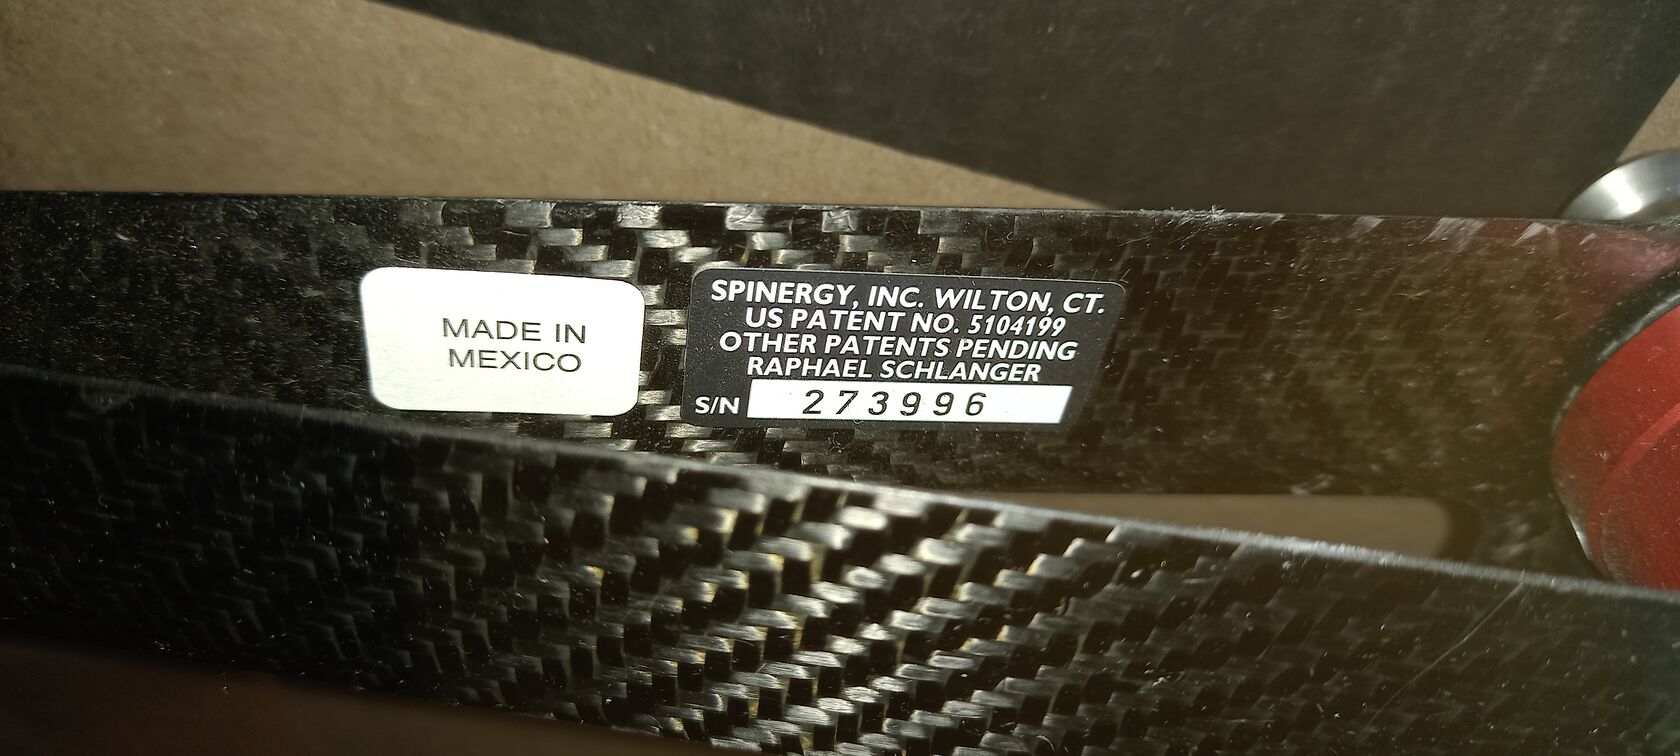 MADE IN
MEXICO
SPINERGY, INC. WILTON, CT.
US PATENT NO. 5104199
OTHER PATENTS PENDING
RAPHAEL SCHLANGER
S/N 273996